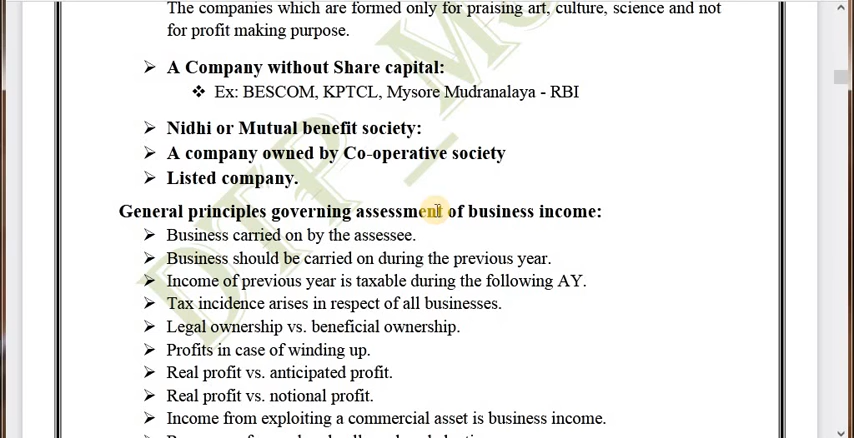 The companies which are formed only for praising art, culture, science and not
for profit making purpose.
➢ A Company without Share capital:
❖ Ex: BESCOM, KPTCL, Mysore Mudranalaya - RBI
➢ Nidhi or Mutual benefit society:
➢ A company owned by Co-operative society
➢ Listed company.
General principles governing assessment of business income:
➢ Business carried on by the assessee.
➢ Business should be carried on during the previous year.
➢ Income of previous year is taxable during the following AY.
➢ Tax incidence arises in respect of all businesses.
➢ Legal ownership vs. beneficial ownership.
➢ Profits in case of winding up.
➢ Real profit vs. anticipated profit.
➢ Real profit vs. notional profit.
➢ Income from exploiting a commercial asset is business income.